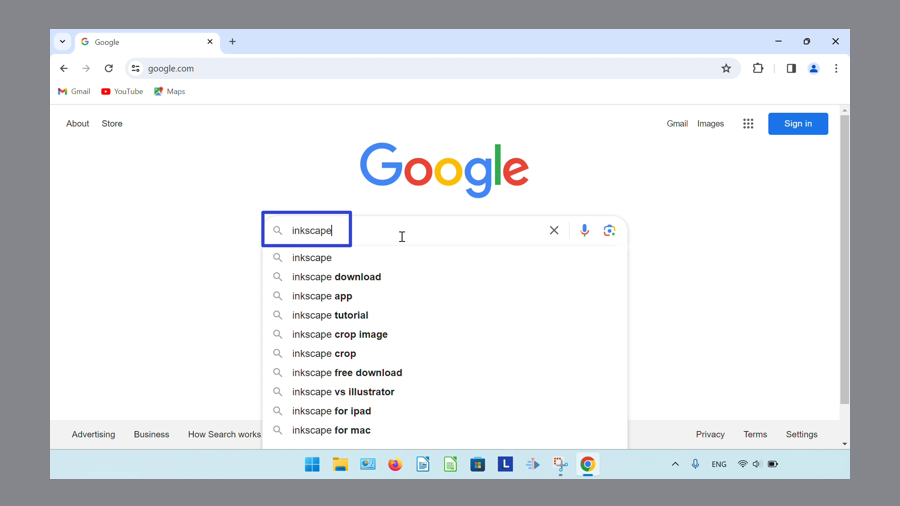 Google
google.com
Gmail YouTube Maps
About Store Gmail Images Sign in
Google
inkscape
inkscape
inkscape download
inkscape app
inkscape tutorial
inkscape crop image
inkscape crop
inkscape free download
inkscape vs illustrator
inkscape for ipad
inkscape for mac
Advertising Business How Search works Privacy Terms Settings
L ENG